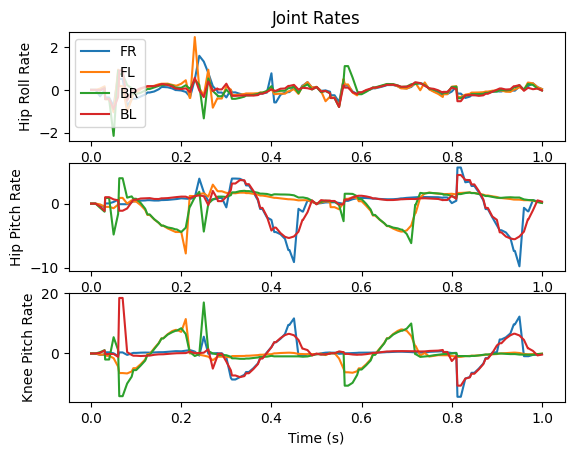 Joint Rates
Hip Roll Rate
2
0
−2
FR
FL
BR
BL
0.0 0.2 0.4 0.6 0.8 1.0
Hip Pitch Rate
0
−10
0.0 0.2 0.4 0.6 0.8 1.0
Knee Pitch Rate
20
0
0.0 0.2 0.4 0.6 0.8 1.0
Time (s)